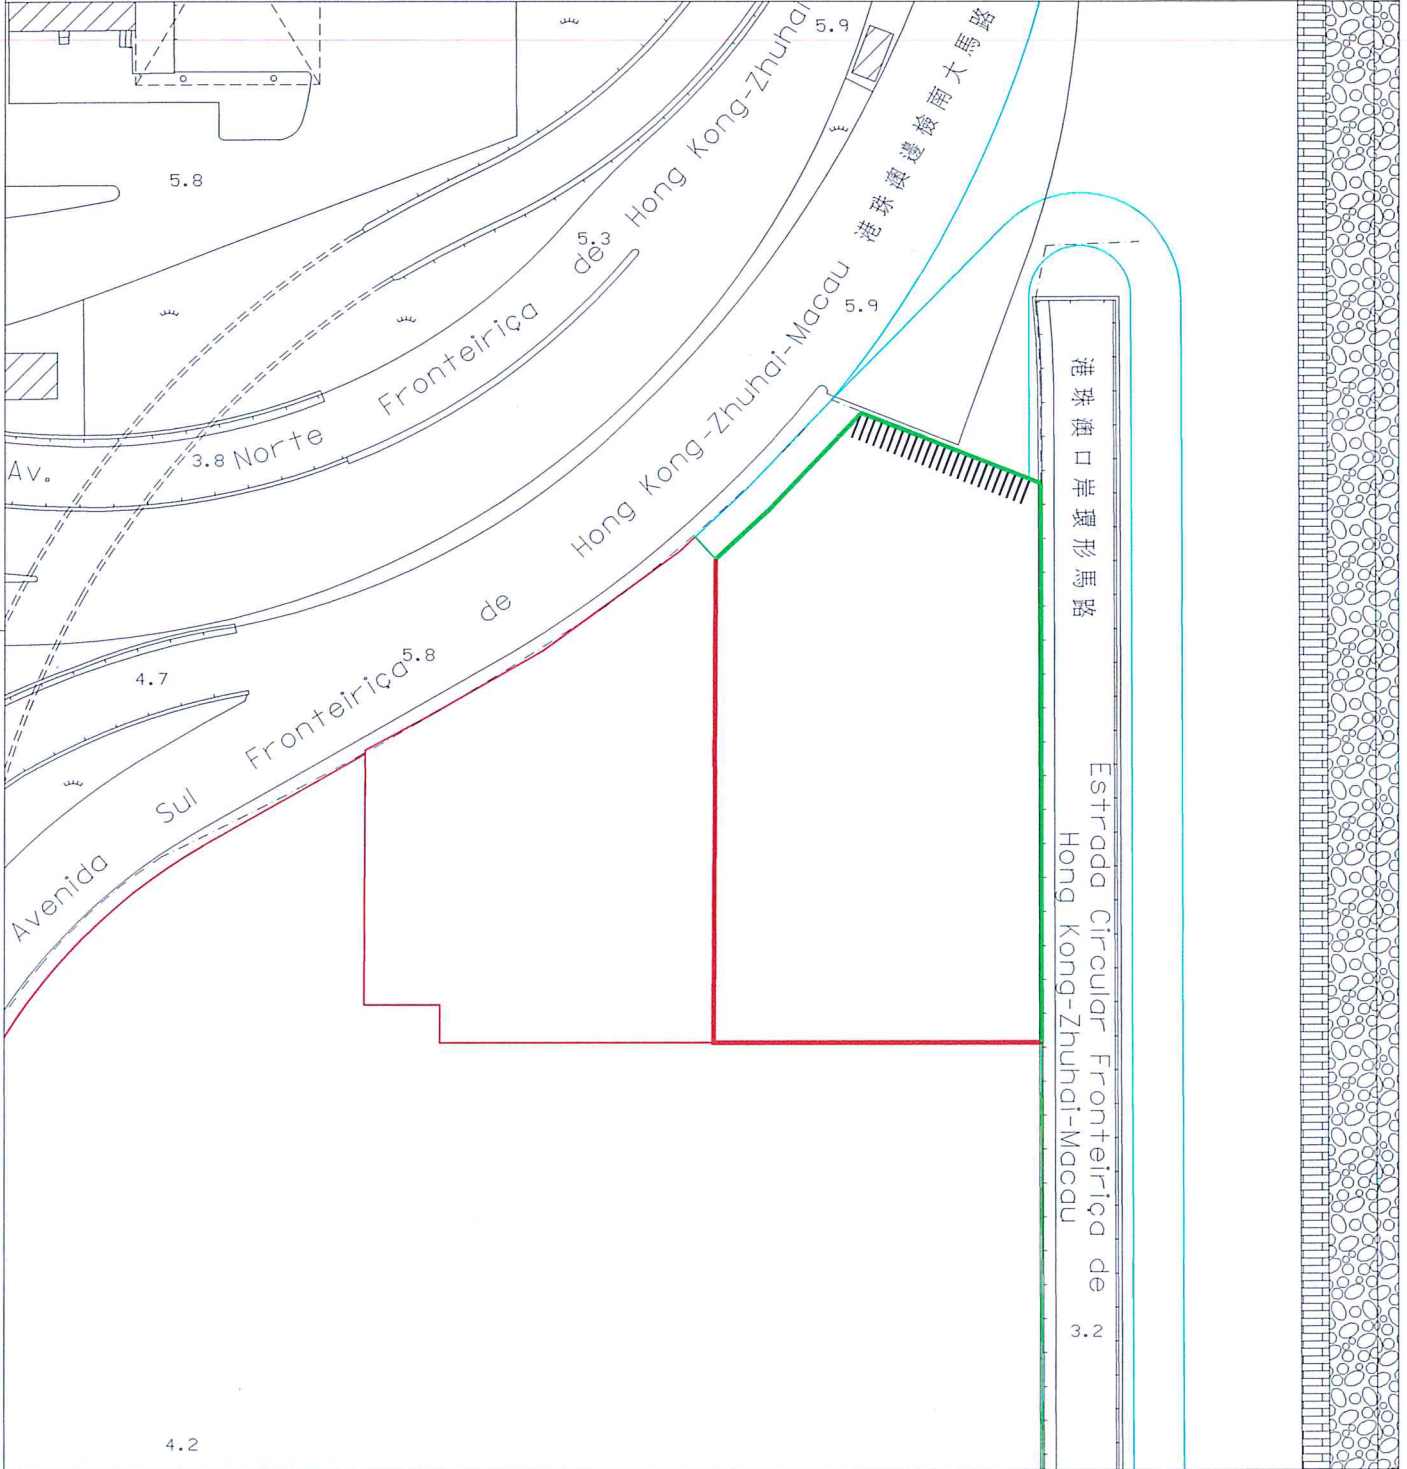 5.9
5.8
5.3
5.9
Av.
3.8
Norte Fronteiriça de Hong Kong-Zhuhai
4.7
5.8
Avenida Sul Fronteiriça de Hong Kong-Zhuhai-Macau
港珠澳邊檢南大馬路
港珠澳口岸環形馬路
Estrada Circular Fronteiriça de
Hong Kong-Zhuhai-Macau
3.2
4.2